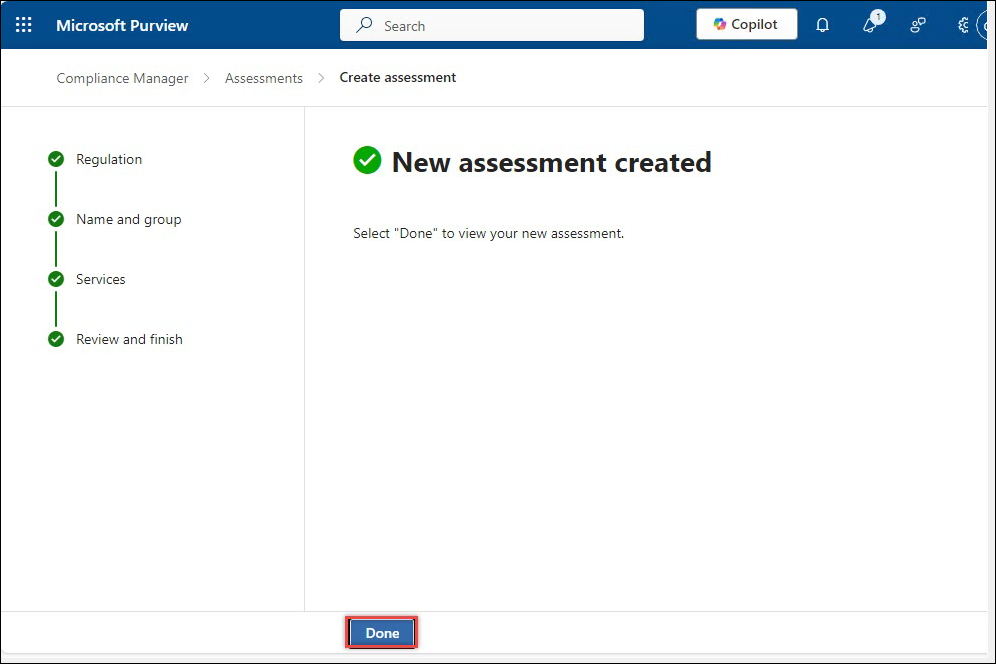 Microsoft Purview
Search
Copilot
1
Compliance Manager > Assessments > Create assessment
Regulation
Name and group
Services
Review and finish
New assessment created
Select "Done" to view your new assessment.
Done